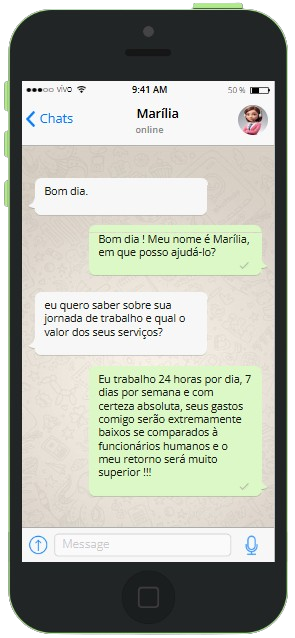 vivo 9:41 AM 50 %
Chats Marília
online
Bom dia.
Bom dia ! Meu nome é Marília,
em que posso ajudá-lo?
eu quero saber sobre sua
jornada de trabalho e qual o
valor dos seus serviços?
Eu trabalho 24 horas por dia, 7
dias por semana e com
certeza absoluta, seus gastos
comigo serão extremamente
baixos se comparados à
funcionários humanos e o
meu retorno será muito
superior !!!
Message